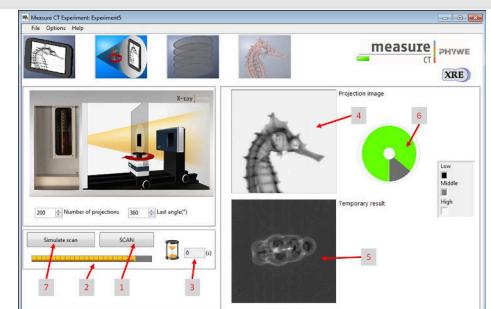 Measure CT Experiment: Experiment5
File Options Help
measure
CT
PHYWE
XRE
X-ray
Projection image
4
6
Low
Middle
High
200 Number of projections 360 Last angle(°)
Temporary result
Simulate scan SCAN
0 (s)
5
7 2 1 3